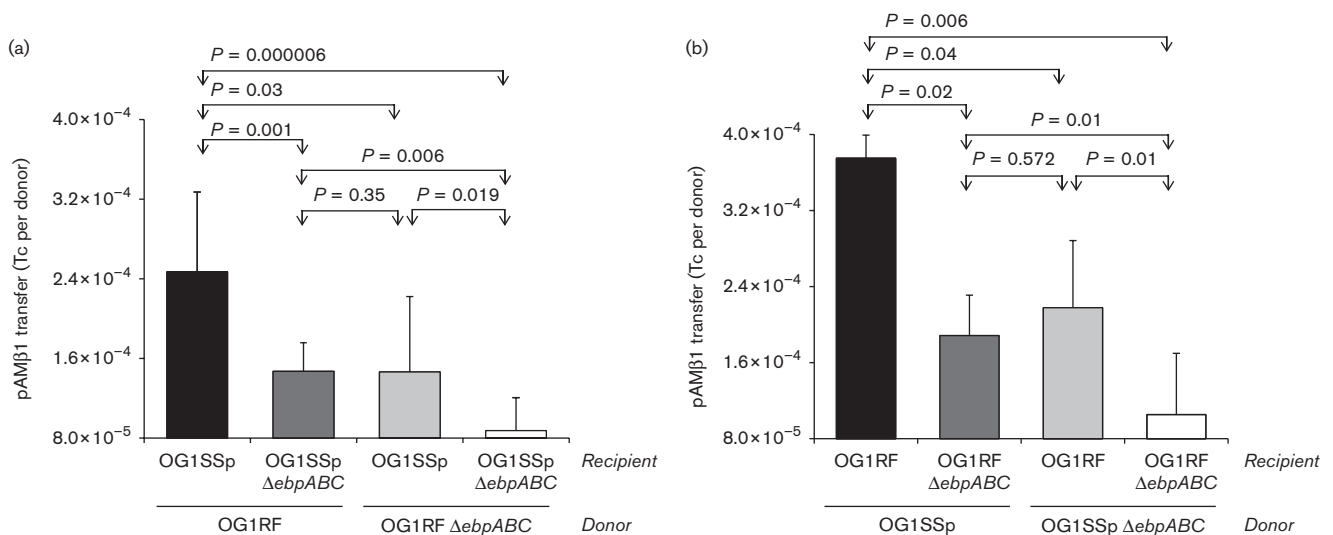 (a)
P = 0.000006
P = 0.03
P = 0.001
P = 0.006
P = 0.35
P = 0.019
pAMβ1 transfer (Tc per donor)
4.0×10⁻⁴
3.2×10⁻⁴
2.4×10⁻⁴
1.6×10⁻⁴
8.0×10⁻⁵
OG1SSp OG1SSp OG1SSp OG1SSp Recipient
ΔebpABC ΔebpABC
OG1RF OG1RF ΔebpABC Donor
(b)
P = 0.006
P = 0.04
P = 0.02
P = 0.01
P = 0.572 P = 0.01
pAMβ1 transfer (Tc per donor)
4.0×10⁻⁴
3.2×10⁻⁴
2.4×10⁻⁴
1.6×10⁻⁴
8.0×10⁻⁵
OG1RF OG1RF OG1RF OG1RF Recipient
ΔebpABC ΔebpABC
OG1SSp OG1SSp ΔebpABC Donor